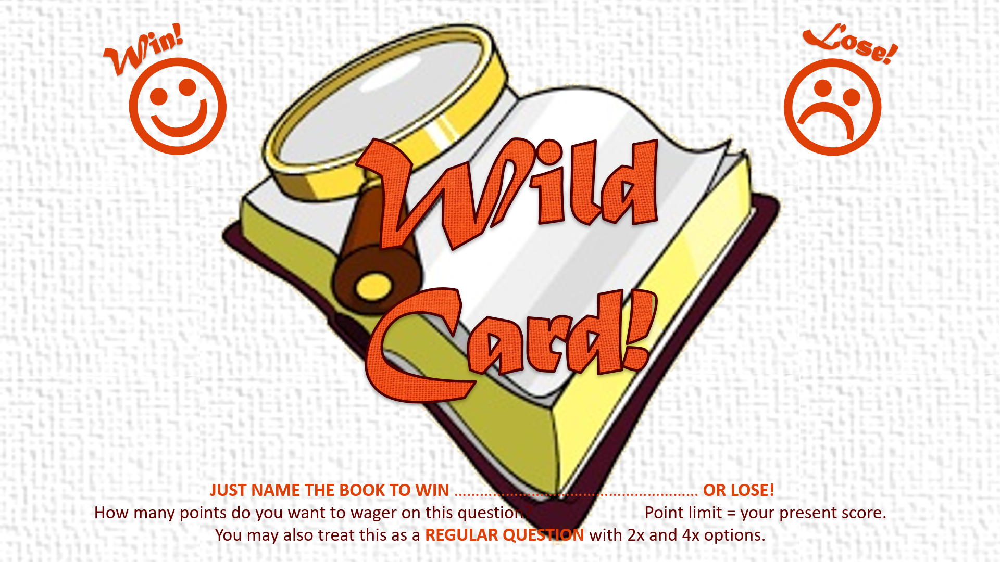 Win!
Lose!
Wild
Card!
JUST NAME THE BOOK TO WIN ……………………………………………… OR LOSE!
How many points do you want to wager on this question? Point limit = your present score.
You may also treat this as a REGULAR QUESTION with 2x and 4x options.